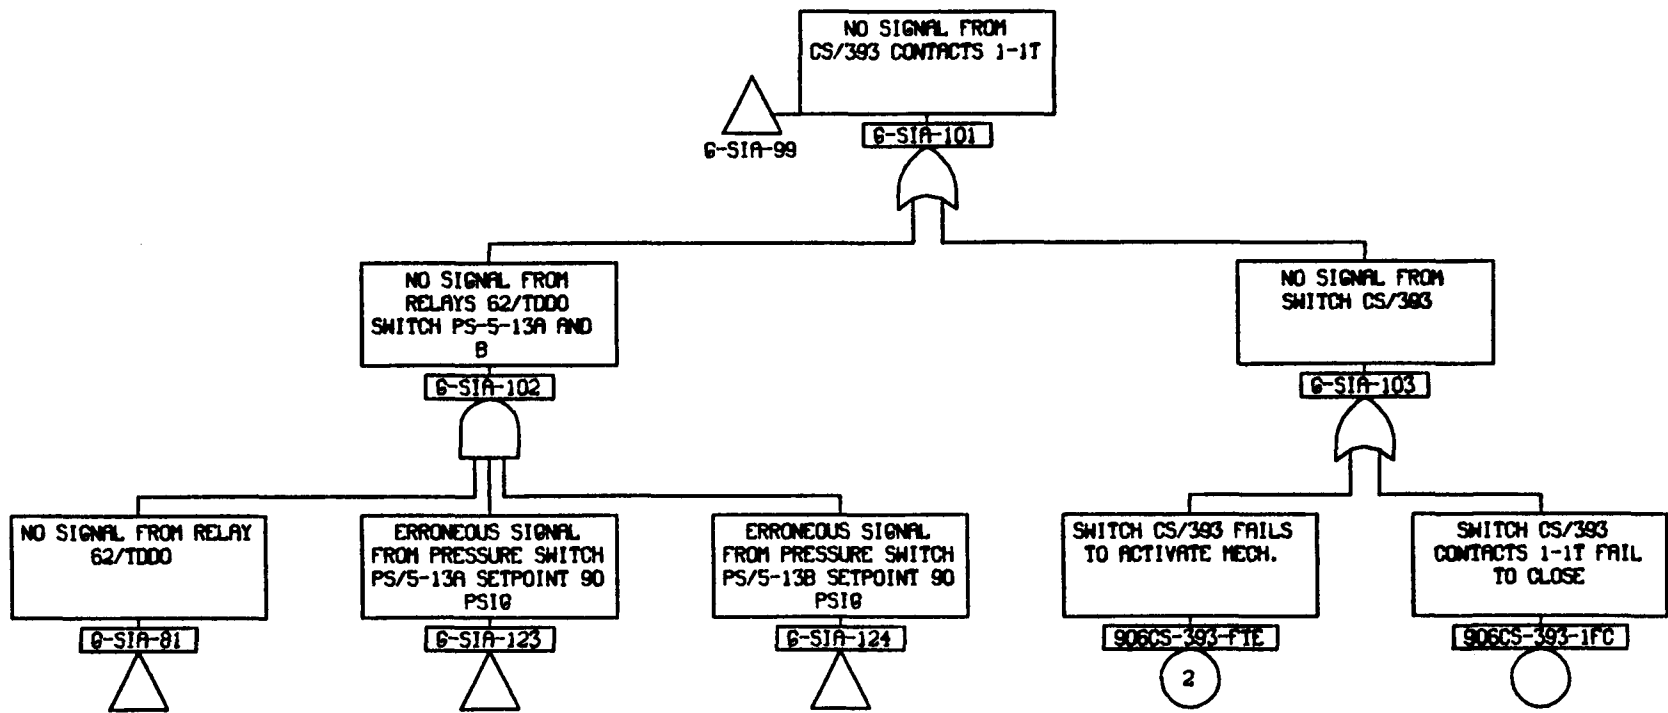 NO SIGNAL FROM
CS/393 CONTACTS 1-1T
G-SIA-99
G-SIA-101
NO SIGNAL FROM
RELAYS 62/TDDO
SWITCH PS-5-13A AND
B
G-SIA-102
NO SIGNAL FROM
SWITCH CS/393
G-SIA-103
NO SIGNAL FROM RELAY
62/TDDO
G-SIA-81
ERRONEOUS SIGNAL
FROM PRESSURE SWITCH
PS/5-13A SETPOINT 90
PSIG
G-SIA-123
ERRONEOUS SIGNAL
FROM PRESSURE SWITCH
PS/5-13B SETPOINT 90
PSIG
G-SIA-124
SWITCH CS/393 FAILS
TO ACTIVATE MECH.
906CS-393-FTE
2
SWITCH CS/393
CONTACTS 1-1T FAIL
TO CLOSE
906CS-393-1FC